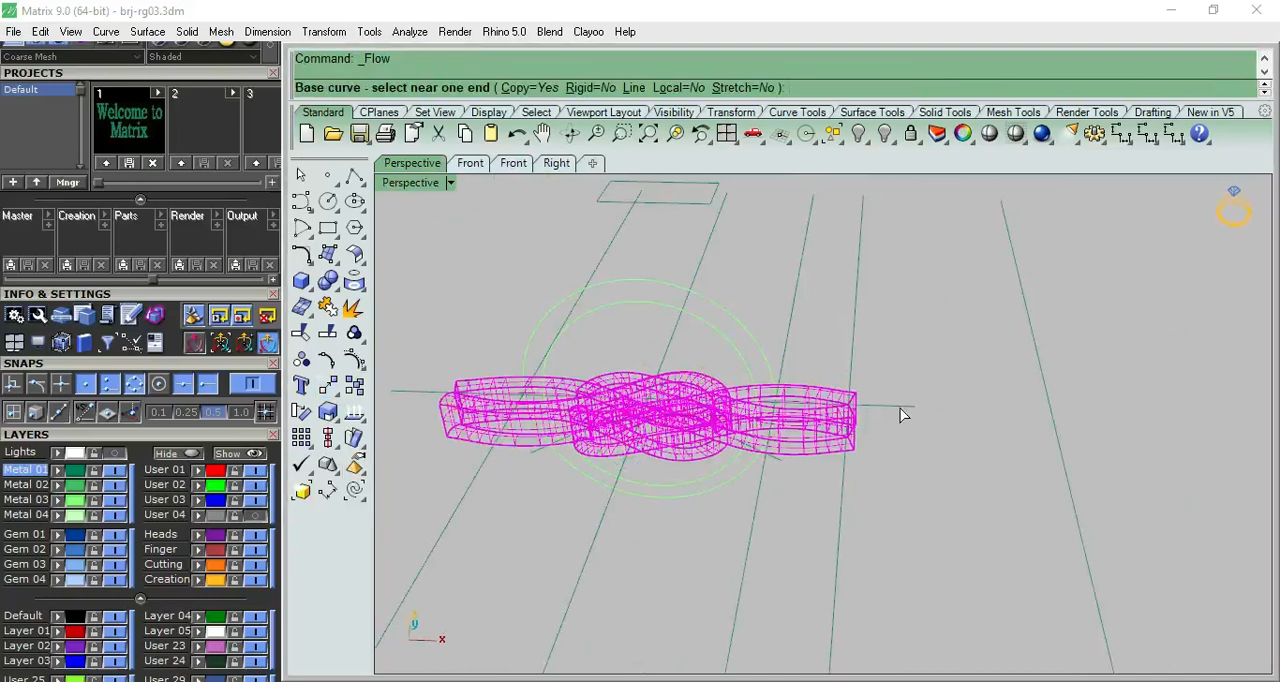 Matrix 9.0 (64-bit) - brj-rg03.3dm
File Edit View Curve Surface Solid Mesh Dimension Transform Tools Analyze Render Rhino 5.0 Blend Clayoo Help
Coarse Mesh Shaded
Command: _Flow
Base curve - select near one end ( Copy=Yes Rigid=No Line Local=No Stretch=No ):
PROJECTS
Default
1 2 3
Welcome to Matrix
Mngr
Standard CPlanes Set View Display Select Viewport Layout Visibility Transform Curve Tools Surface Tools Solid Tools Mesh Tools Render Tools Drafting New in V5
Perspective Front Front Right
Perspective
Master Creation Parts Render Output
INFO & SETTINGS
SNAPS
0.1 0.25 0.5 1.0
LAYERS
Lights Hide Show
Metal 01 User 01
Metal 02 User 02
Metal 03 User 03
Metal 04 User 04
Gem 01 Heads
Gem 02 Finger
Gem 03 Cutting
Gem 04 Creation
Default Layer 04
Layer 01 Layer 05
Layer 02 User 23
Layer 03 User 24
User 25 User 29
y
x